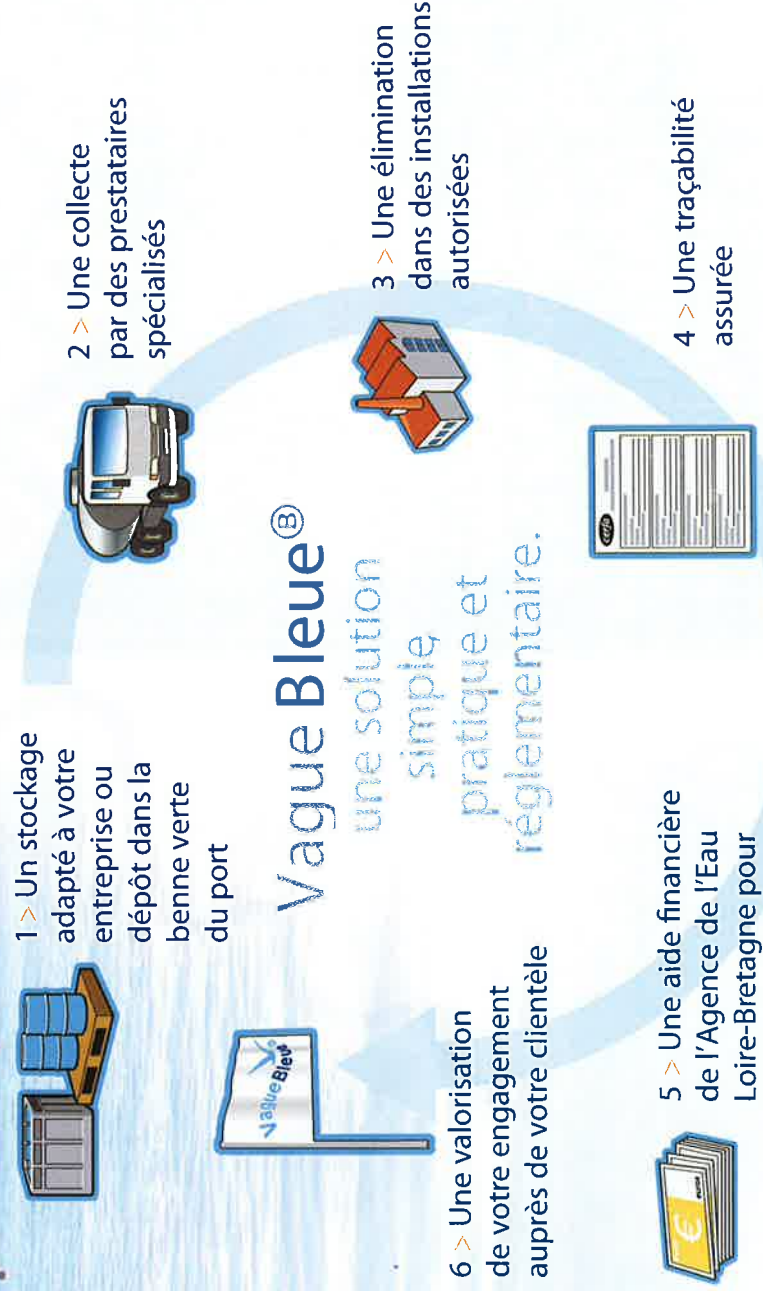 1 > Un stockage
adapté à votre
entreprise ou
dépôt dans la
benne verte
du port
2 > Une collecte
par des prestataires
spécialisés
3 > Une élimination
dans des installations
autorisées
4 > Une traçabilité
assurée
cerfa
5 > Une aide financière
de l'Agence de l'Eau
Loire-Bretagne pour
€
6 > Une valorisation
de votre engagement
auprès de votre clientèle
Vague Bleue
Vague Bleue®
une solution
simple,
pratique et
réglementaire.